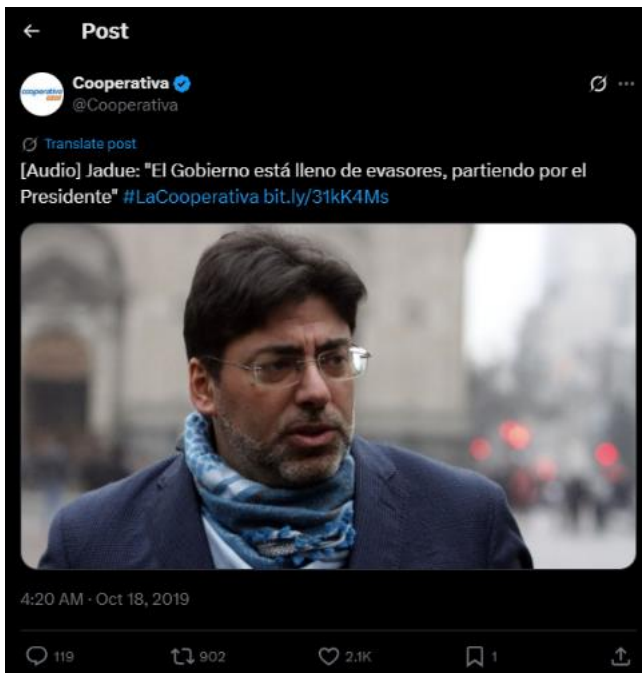 Post
Cooperativa
@Cooperativa
Translate post
[Audio] Jadue: "El Gobierno está lleno de evasores, partiendo por el
Presidente" #LaCooperativa bit.ly/31kK4Ms
4:20 AM · Oct 18, 2019
119 902 2.1K 1